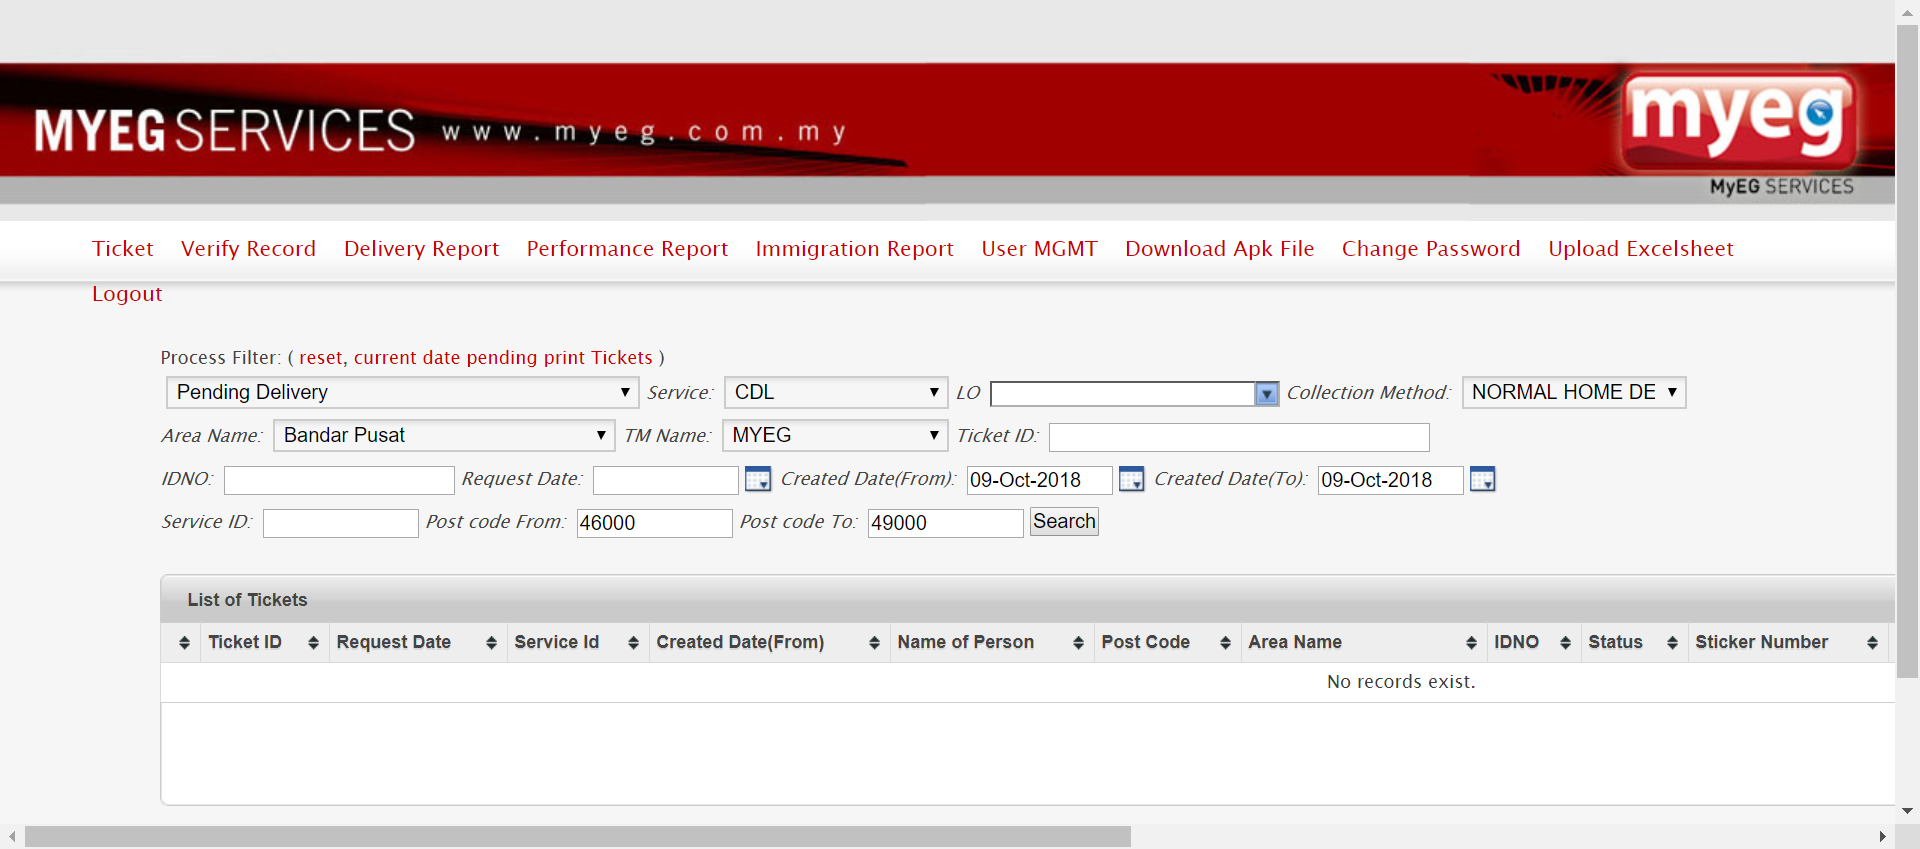 MYEG SERVICES www.myeg.com.my
myeg
MyEG SERVICES
Ticket Verify Record Delivery Report Performance Report Immigration Report User MGMT Download Apk File Change Password Upload Excelsheet
Logout
Process Filter: ( reset, current date pending print Tickets )
Pending Delivery Service: CDL LO Collection Method: NORMAL HOME DE
Area Name: Bandar Pusat TM Name: MYEG Ticket ID:
IDNO: Request Date: Created Date(From): 09-Oct-2018 Created Date(To): 09-Oct-2018
Service ID: Post code From: 46000 Post code To: 49000 Search
List of Tickets
Ticket ID Request Date Service Id Created Date(From) Name of Person Post Code Area Name IDNO Status Sticker Number
No records exist.